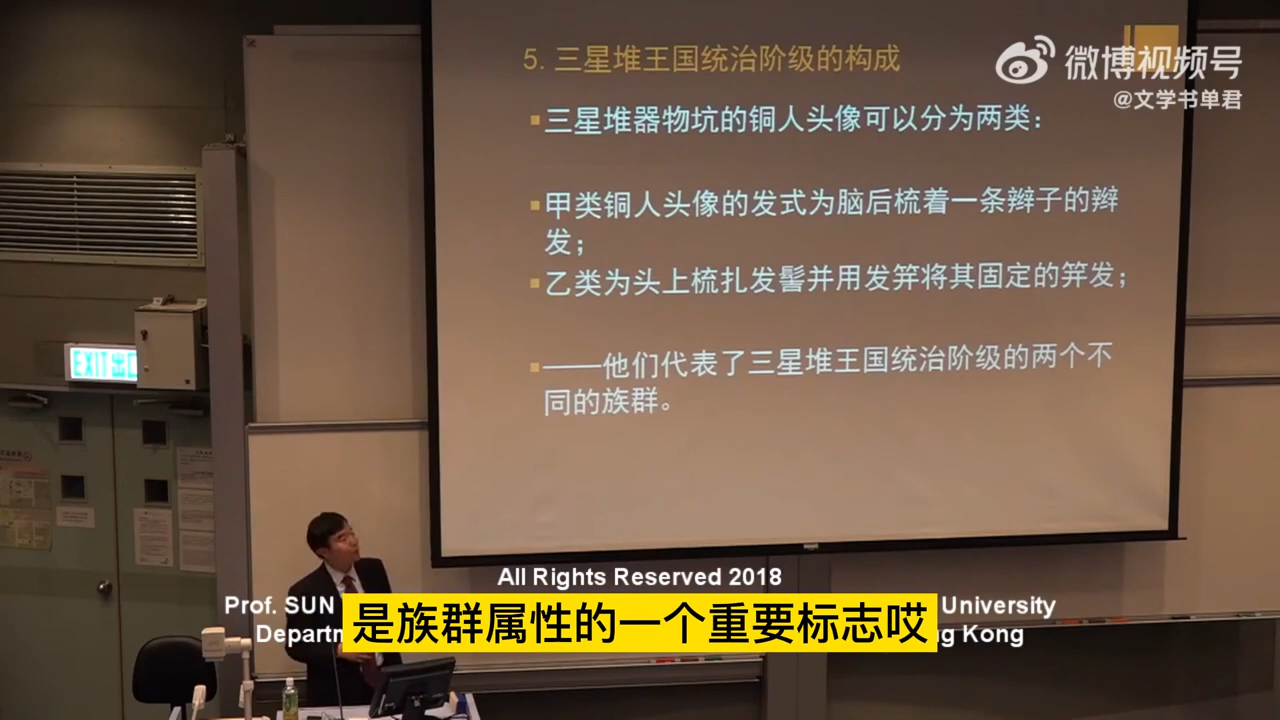 5. 三星堆王国统治阶级的构成
微博视频号
@文学书单君
三星堆器物坑的铜人头像可以分为两类：
甲类铜人头像的发式为脑后梳着一条辫子的辫
发；
乙类为头上梳扎发髻并用发笄将其固定的笄发；
——他们代表了三星堆王国统治阶级的两个不
同的族群。
EXIT 出口
All Rights Reserved 2018
Prof. SUN
University
是族群属性的一个重要标志哎